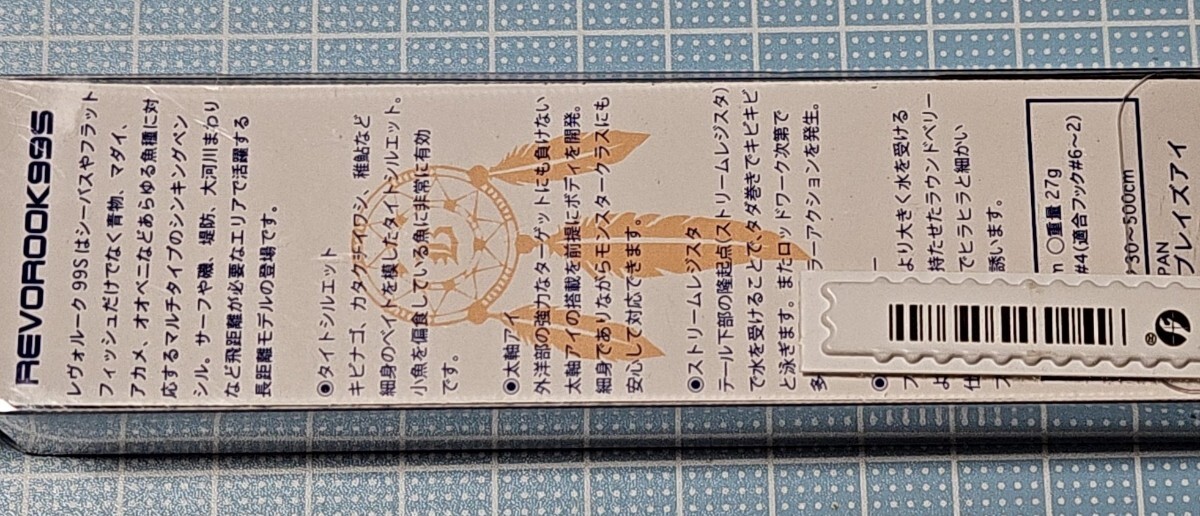 REVOROOK99S
レヴォルーク 99S はシーバスやフラット
フィッシュだけでなく青物、マダイ、
アカメ、オオベニなどあらゆる魚種に対
応するマルチタイプのシンキングペン
シル。サーフや磯、堤防、大河川まわり
など飛距離が必要なエリアで活躍する
長距離モデルの登場です。
●タイトシルエット
キビナゴ、カタクチイワシ、稚鮎など
細身のベイトを模したタイトシルエット。
小魚を偏食している魚に非常に有効
です。
●太軸アイ
外洋部の強力なターゲットにも負けない
太軸アイの搭載を前提にボディを開発。
細身でありながらモンスタークラスにも
安心して対応できます。
●ストリームレジスタ
テール下部の隆起点(ストリームレジスタ)
で水を受けることで、タダ巻きでキビキビ
と泳ぎます。またロッドワーク次第で
多 ラーアクションを発生。
●
より大きく水を受ける
持たせたラウンドベリー
よ でヒラヒラと細かい
仕 誘います。
○重量 27g
#4(適合フック#6～2)
30～500cm
PAN
ブレイズアイ
®